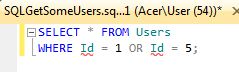 SQLGetSomeUsers.sq...1 (Acer\User (54))*
SELECT * FROM Users
WHERE Id = 1 OR Id = 5;